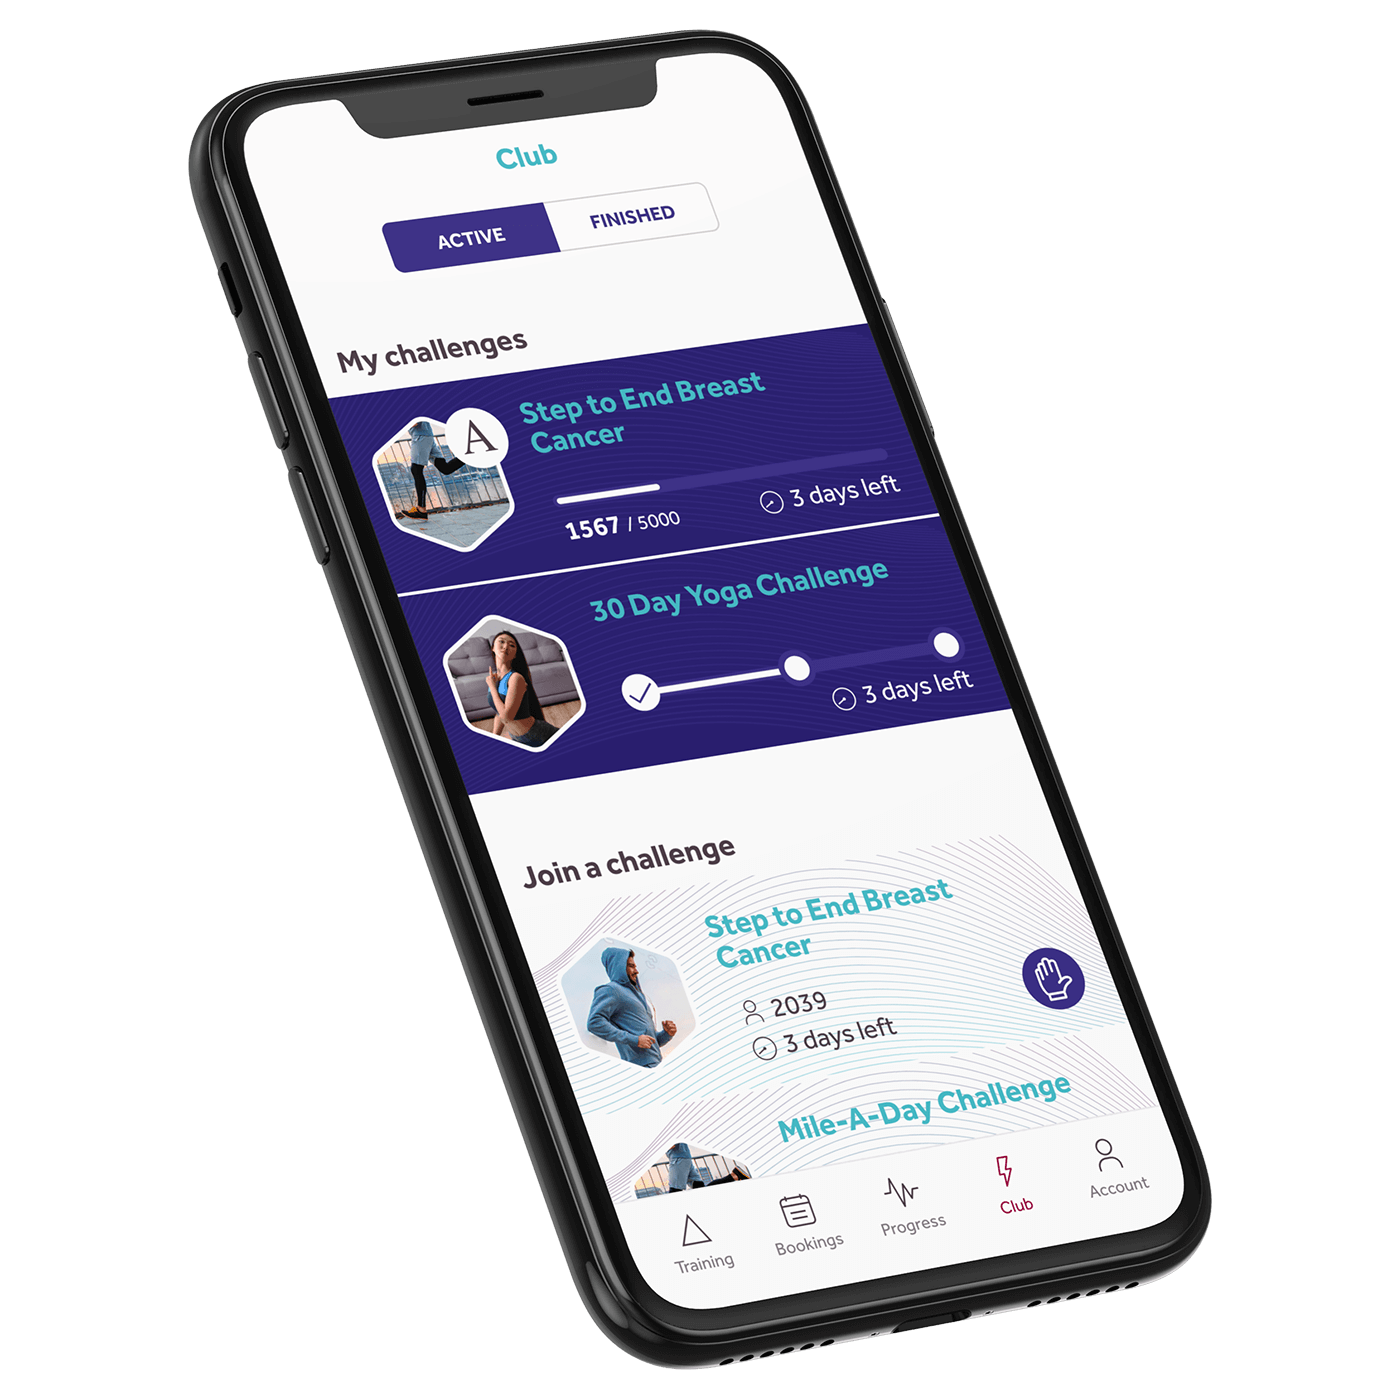 Club
ACTIVE
FINISHED
My challenges
A
Step to End Breast
Cancer
1567 / 5000
3 days left
30 Day Yoga Challenge
3 days left
Join a challenge
Step to End Breast
Cancer
2039
3 days left
Mile-A-Day Challenge
Training
Bookings
Progress
Club
Account